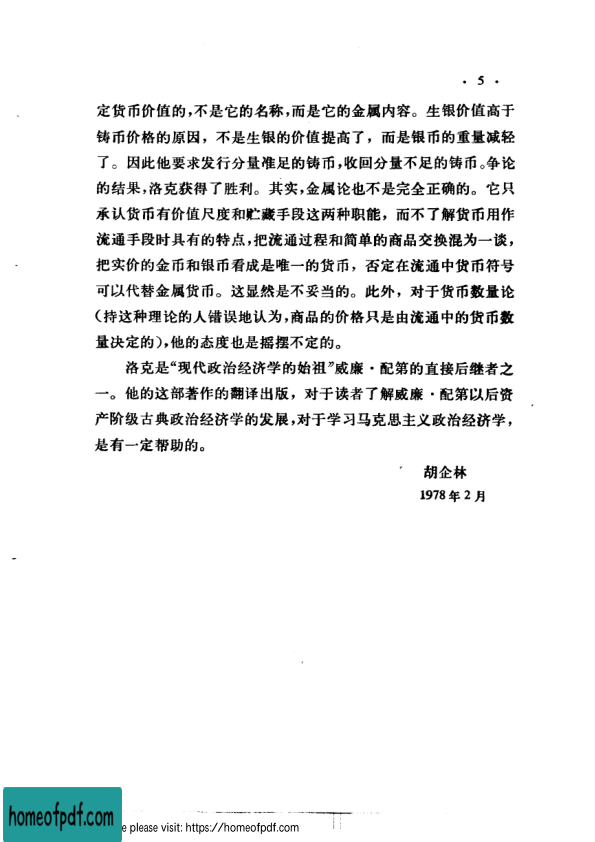 · 5 ·
定货币价值的,不是它的名称,而是它的金属内容。生银价值高于
铸币价格的原因，不是生银的价值提高了，而是银币的重量减轻
了。因此他要求发行分量准足的铸币,收回分量不足的铸币。争论
的结果,洛克获得了胜利。其实,金属论也不是完全正确的。它只
承认货币有价值尺度和贮藏手段这两种职能，而不了解货币用作
流通手段时具有的特点,把流通过程和简单的商品交换混为一谈，
把实价的金币和银币看成是唯一的货币，否定在流通中货币符号
可以代替金属货币。这显然是不妥当的。此外，对于货币数量论
(持这种理论的人错误地认为,商品的价格只是由流通中的货币数
量决定的),他的态度也是摇摆不定的。
洛克是“现代政治经济学的始祖”威廉·配第的直接后继者之
一。他的这部著作的翻译出版，对于读者了解威廉·配第以后资
产阶级古典政治经济学的发展,对于学习马克思主义政治经济学，
是有一定帮助的。
胡企林
1978年2月
homeofpdf.com
e please visit: https://homeofpdf.com